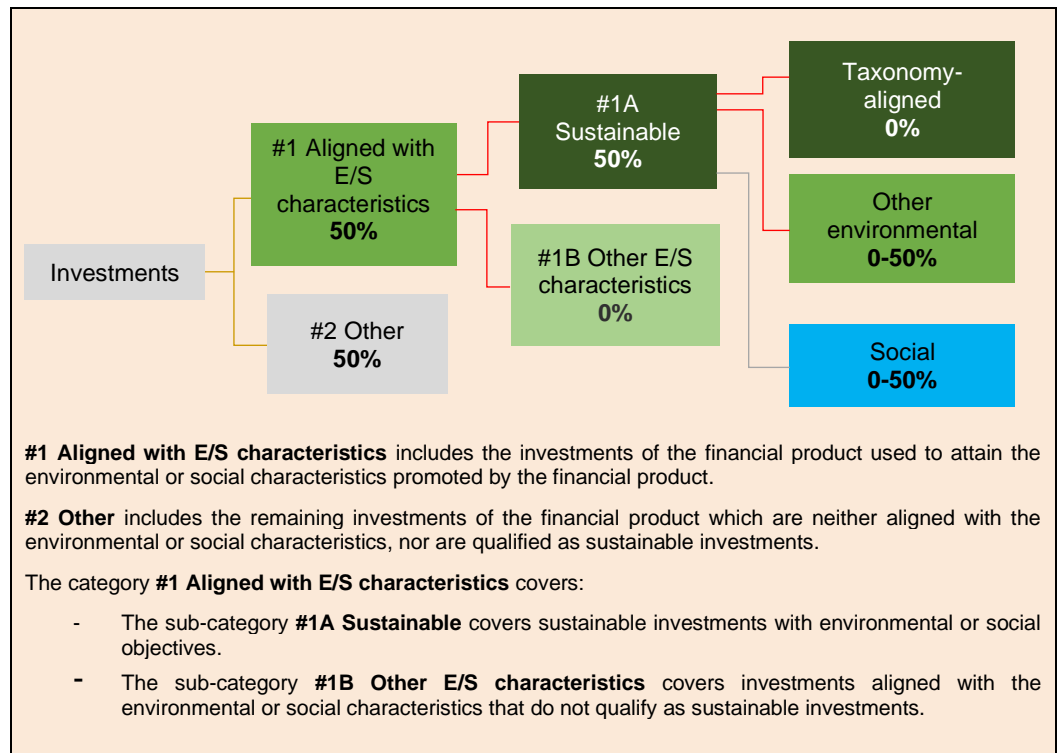 Investments
#1 Aligned with
E/S
characteristics
50%
#2 Other
50%
#1A
Sustainable
50%
#1B Other E/S
characteristics
0%
Taxonomy-
aligned
0%
Other
environmental
0-50%
Social
0-50%
#1 Aligned with E/S characteristics includes the investments of the financial product used to attain the
environmental or social characteristics promoted by the financial product.
#2 Other includes the remaining investments of the financial product which are neither aligned with the
environmental or social characteristics, nor are qualified as sustainable investments.
The category #1 Aligned with E/S characteristics covers:
- The sub-category #1A Sustainable covers sustainable investments with environmental or social
objectives.
- The sub-category #1B Other E/S characteristics covers investments aligned with the
environmental or social characteristics that do not qualify as sustainable investments.